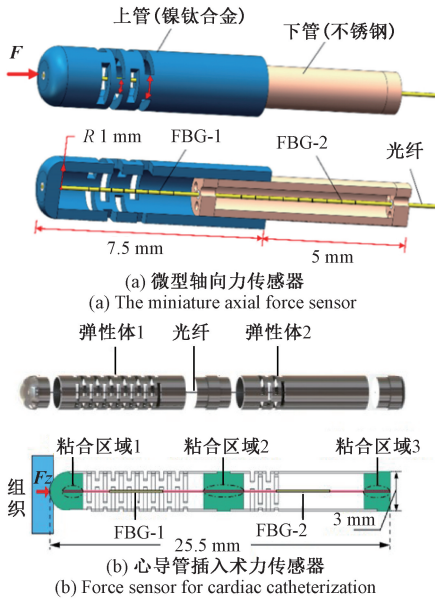 上管(镍钛合金)
下管(不锈钢)
F
R 1 mm
FBG-1
FBG-2
光纤
7.5 mm
5 mm
(a) 微型轴向力传感器
(a) The miniature axial force sensor
弹性体1
光纤
弹性体2
粘合区域1
粘合区域2
粘合区域3
组织
Fz
FBG-1
FBG-2
3 mm
25.5 mm
(b) 心导管插入术力传感器
(b) Force sensor for cardiac catheterization